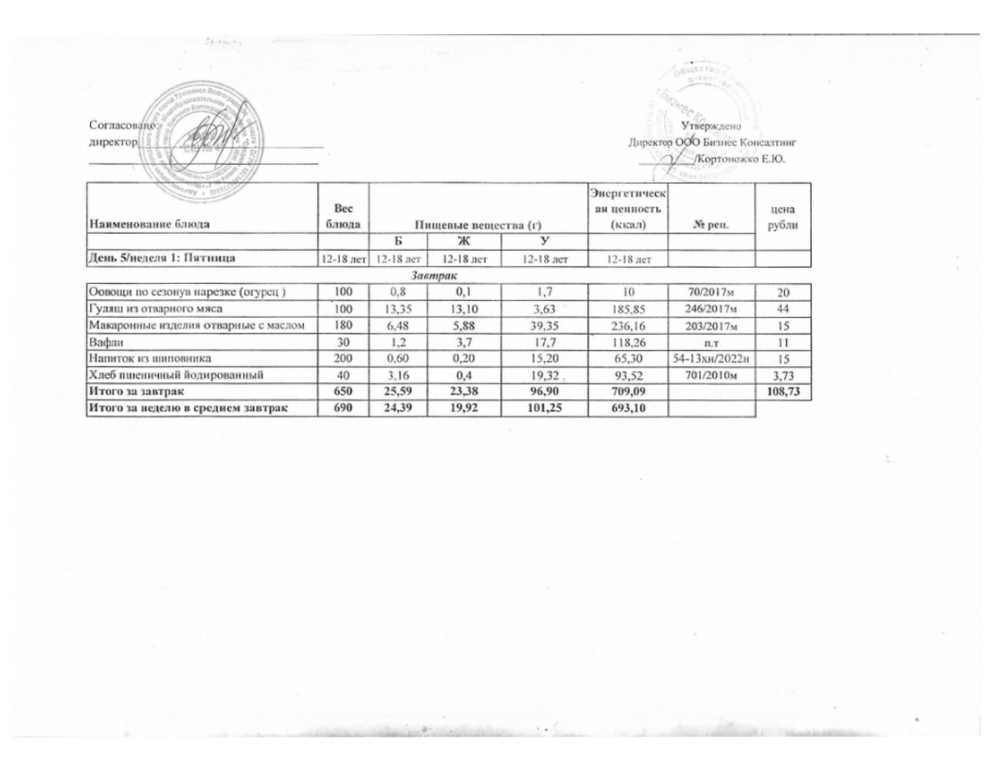 Согласовано:
директор
Утверждено
Директор ООО Бизнес Консалтинг
/Кортоножко Е.Ю.
Наименование блюда Вес блюда Пищевые вещества (г) Энергетическ ая ценность (ккал) № рец. цена рубли
Б Ж У
День 5/неделя 1: Пятница 12-18 лет 12-18 лет 12-18 лет 12-18 лет 12-18 лет
Завтрак
Оовощи по сезонув нарезке (огурец ) 100 0,8 0,1 1,7 10 70/2017м 20
Гуляш из отварного мяса 100 13,35 13,10 3,63 185,85 246/2017м 44
Макаронные изделия отварные с маслом 180 6,48 5,88 39,35 236,16 203/2017м 15
Вафли 30 1,2 3,7 17,7 118,26 п.т 11
Напиток из шиповника 200 0,60 0,20 15,20 65,30 54-13хн/2022н 15
Хлеб пшеничный йодированный 40 3,16 0,4 19,32 93,52 701/2010м 3,73
Итого за завтрак 650 25,59 23,38 96,90 709,09 108,73
Итого за неделю в среднем завтрак 690 24,39 19,92 101,25 693,10